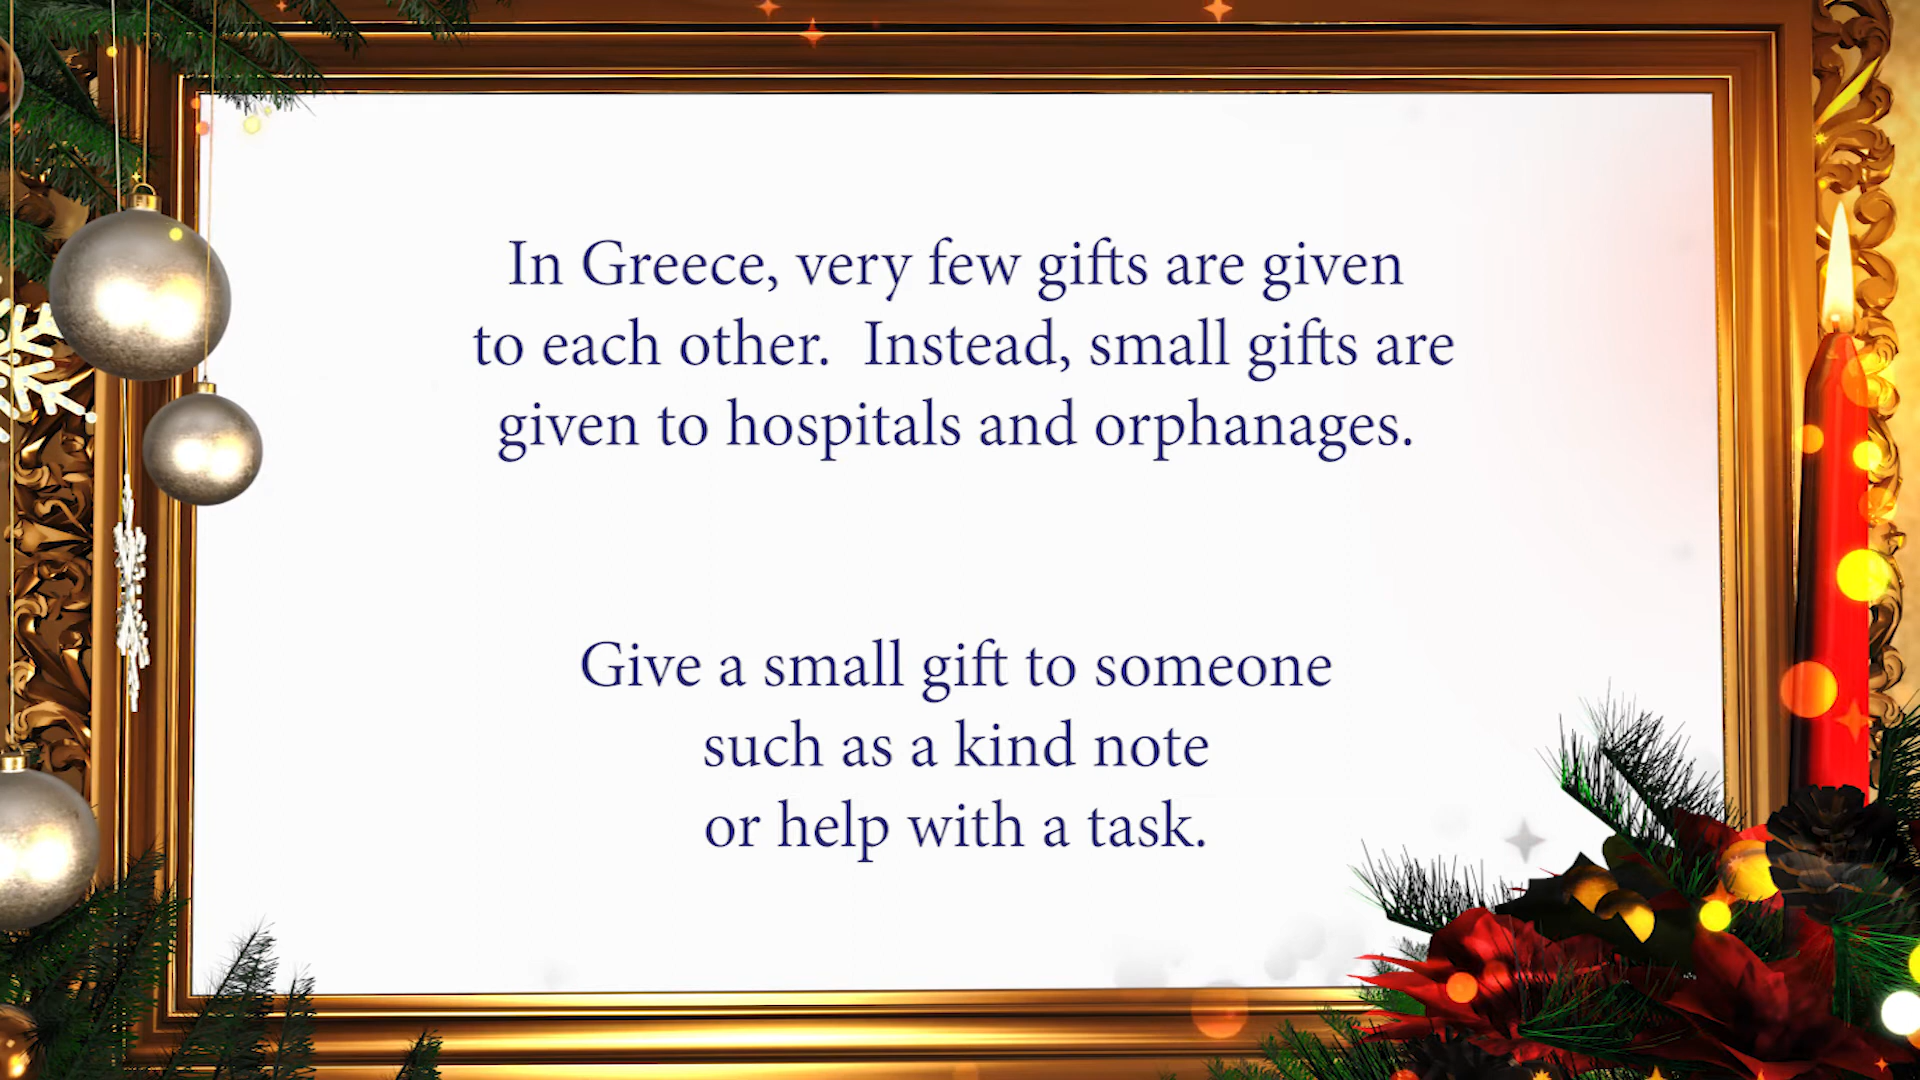 In Greece, very few gifts are given
to each other.  Instead, small gifts are
given to hospitals and orphanages.
Give a small gift to someone
such as a kind note
or help with a task.